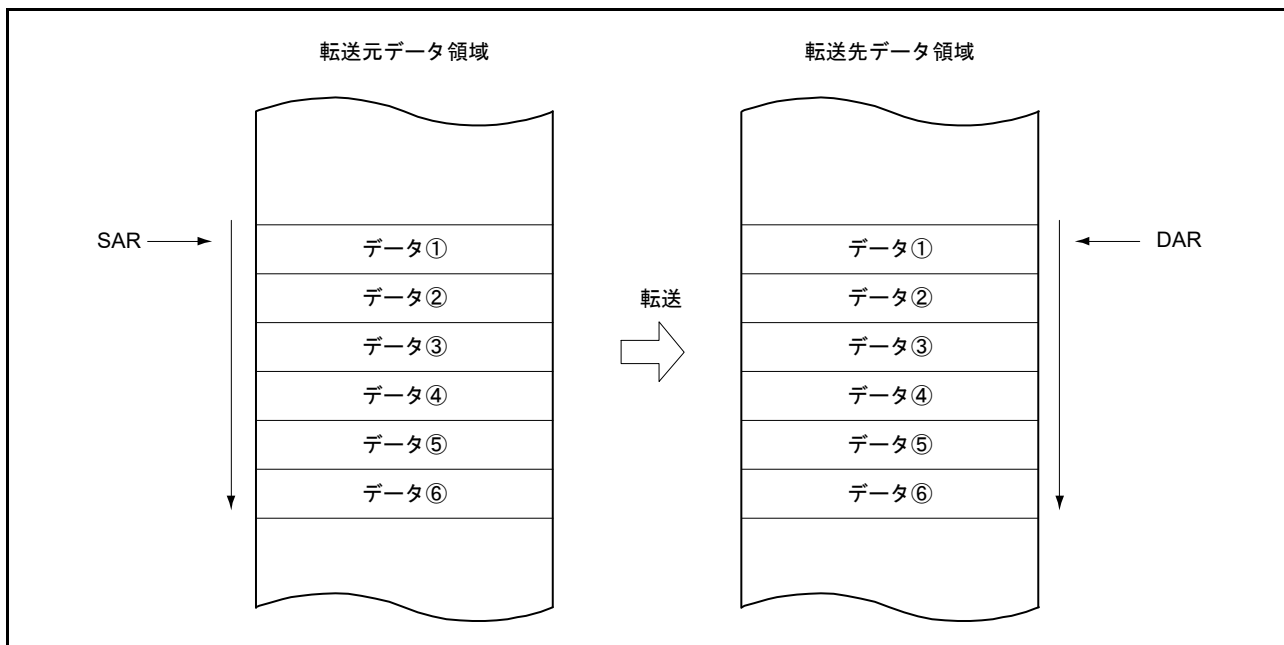 転送元データ領域
転送先データ領域
SAR
DAR
データ①
データ②
データ③
データ④
データ⑤
データ⑥
転送
データ①
データ②
データ③
データ④
データ⑤
データ⑥